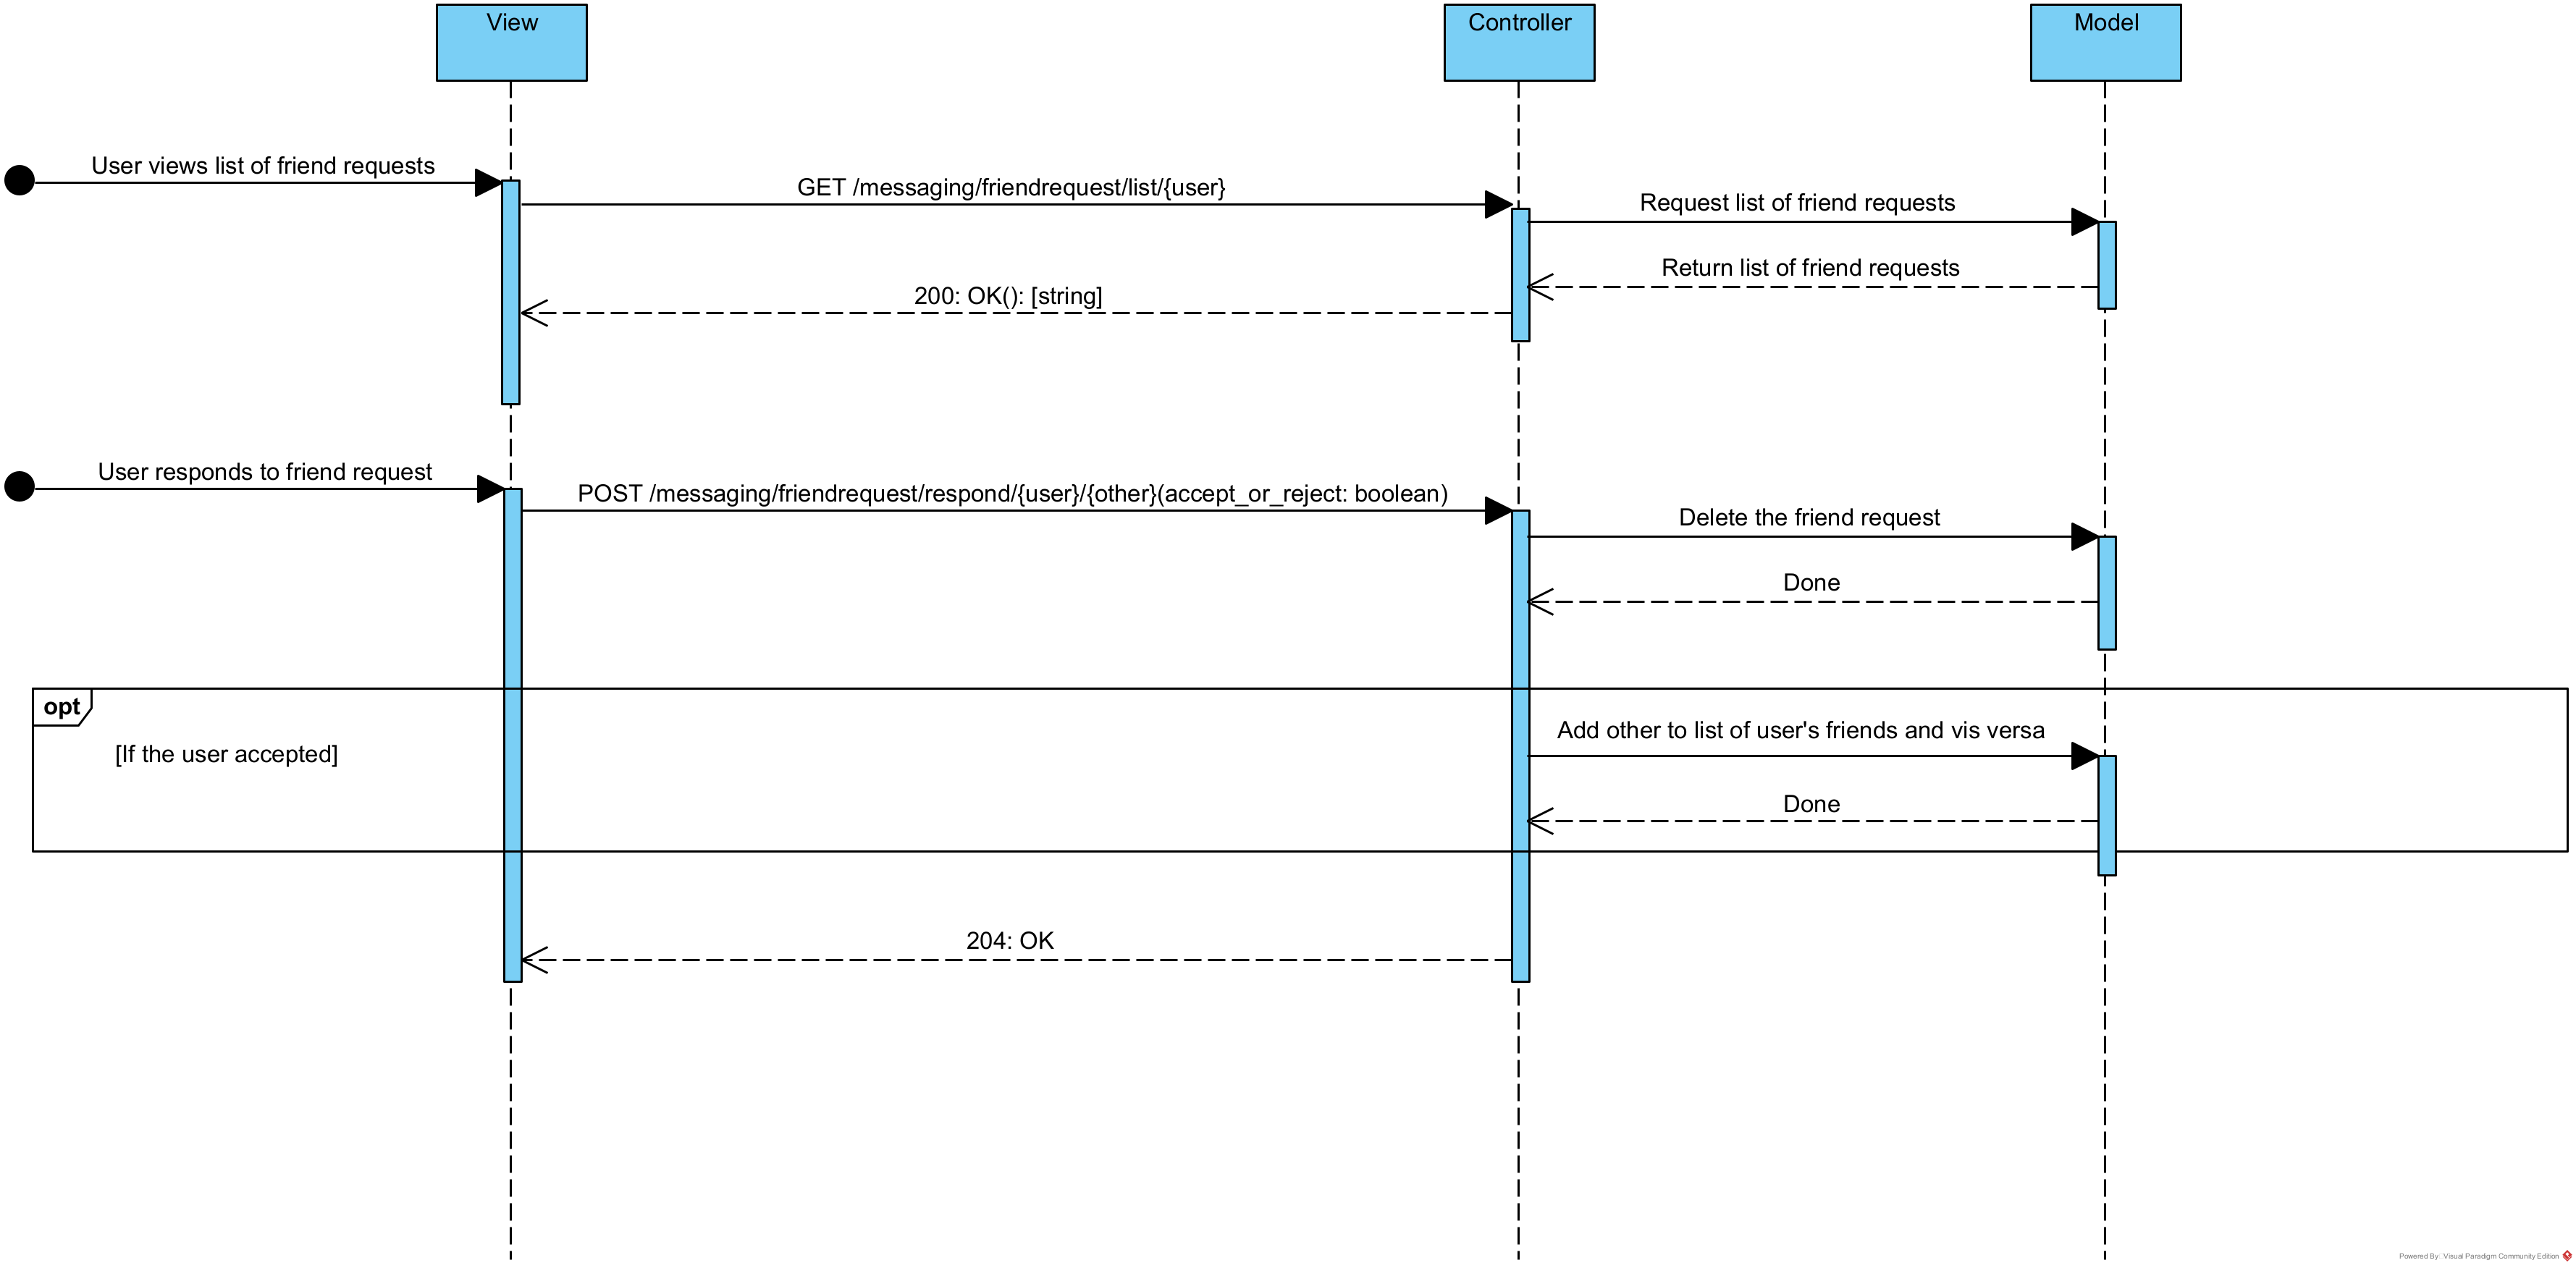 View
Controller
Model
User views list of friend requests
GET /messaging/friendrequest/list/{user}
Request list of friend requests
Return list of friend requests
200: OK(): [string]
User responds to friend request
POST /messaging/friendrequest/respond/{user}/{other}(accept_or_reject: boolean)
Delete the friend request
Done
opt
[If the user accepted]
Add other to list of user's friends and vis versa
Done
204: OK
Powered By: Visual Paradigm Community Edition